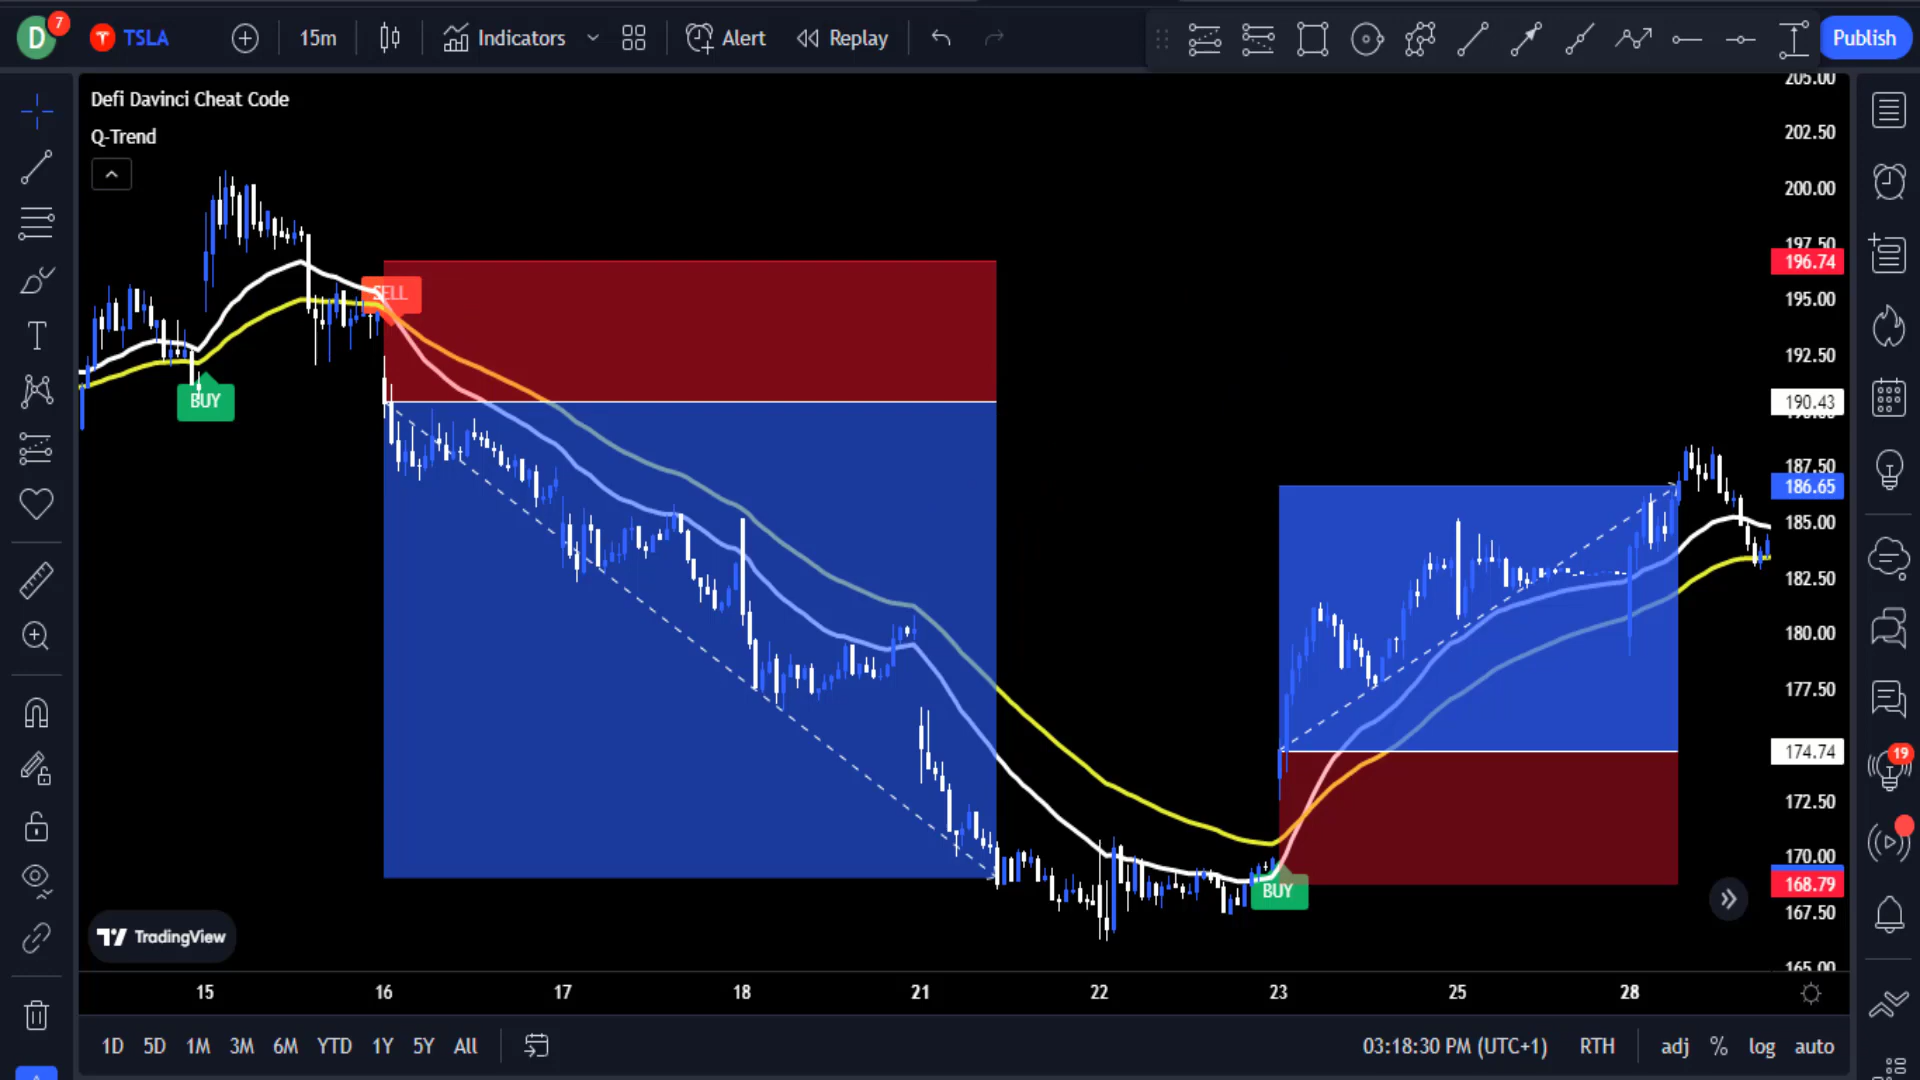 D
7
TSLA
15m
Indicators
Alert
Replay
Publish
Defi Davinci Cheat Code
Q-Trend
205.00
202.50
200.00
197.50
196.74
195.00
192.50
190.43
187.50
186.65
185.00
182.50
180.00
177.50
174.74
172.50
170.00
168.79
167.50
165.00
SELL
BUY
BUY
19
TradingView
15
16
17
18
21
22
23
25
28
1D
5D
1M
3M
6M
YTD
1Y
5Y
All
03:18:30 PM (UTC+1)
RTH
adj
%
log
auto